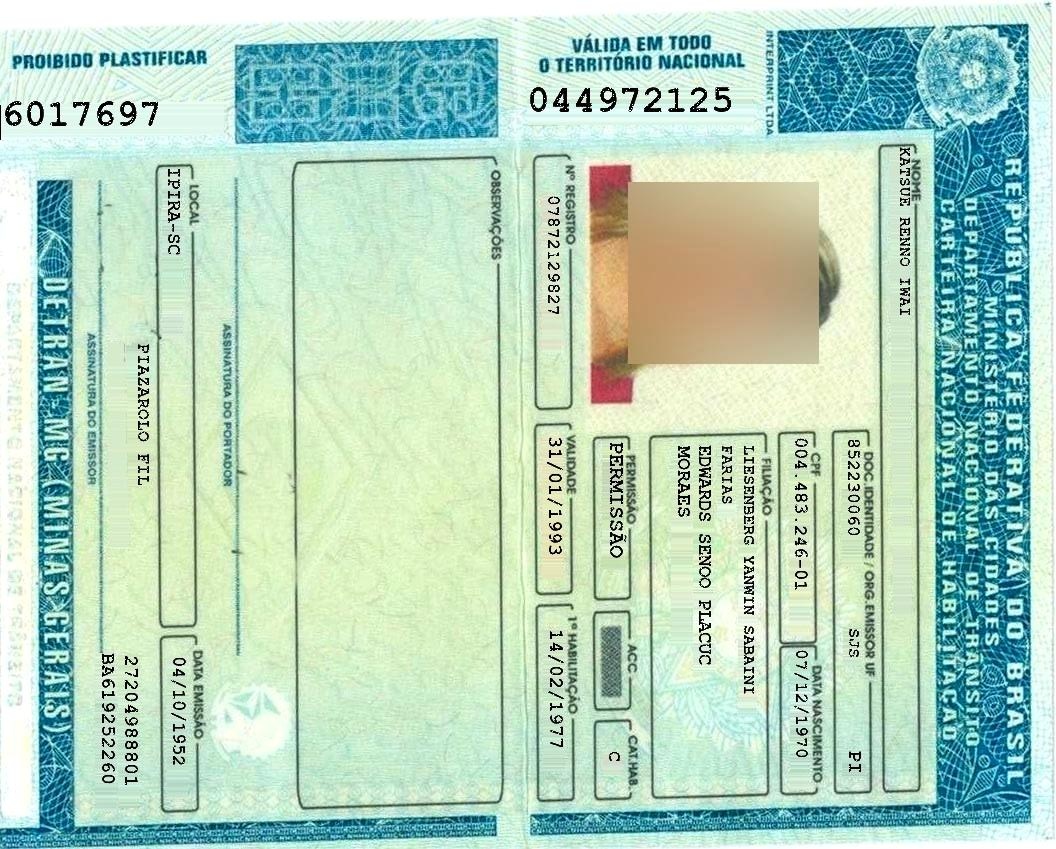 REPÚBLICA FEDERATIVA DO BRASIL
MINISTÉRIO DAS CIDADES
DEPARTAMENTO NACIONAL DE TRÂNSITO
CARTEIRA NACIONAL DE HABILITAÇÃO
NOME
KATSUE RENNO IWAI
DOC.IDENTIDADE / ORG.EMISSOR UF
852230060 SJS PI
CPF
004.483.246-01
DATA NASCIMENTO
07/12/1970
FILIAÇÃO
LIESENBERG YANWIN SABAINI
FARIAS
EDWARDS SENOO PLACUC
MORAES
PERMISSÃO
PERMISSÃO
ACC
CAT.HAB.
C
Nº REGISTRO
07872129827
VALIDADE
31/01/1993
1ª HABILITAÇÃO
14/02/1977
VÁLIDA EM TODO
O TERRITÓRIO NACIONAL
044972125
INTERPRINT LTDA
OBSERVAÇÕES
ASSINATURA DO PORTADOR
LOCAL
IPIRA-SC
DATA EMISSÃO
04/10/1952
PIAZAROLO FIL
27204988801
BA619252260
ASSINATURA DO EMISSOR
DETRAN-MG(MINAS GERAIS)
PROIBIDO PLASTIFICAR
6017697